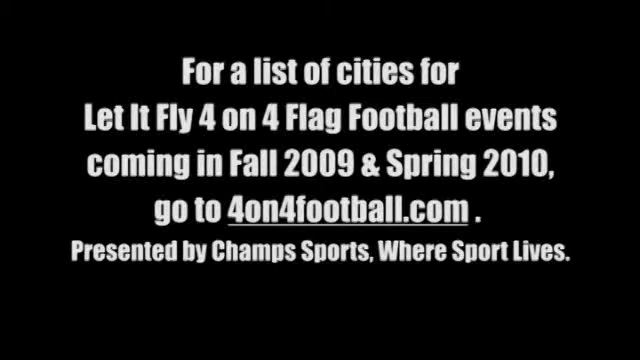 For a list of cities for
Let It Fly 4 on 4 Flag Football events
coming in Fall 2009 & Spring 2010,
go to 4on4football.com .
Presented by Champs Sports, Where Sport Lives.